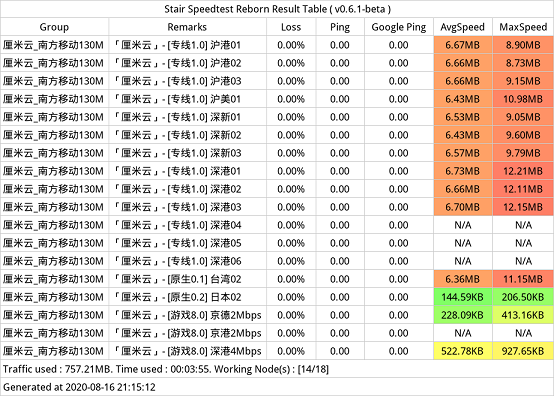 Stair Speedtest Reborn Result Table ( v0.6.1-beta )
Group Remarks Loss Ping Google Ping AvgSpeed MaxSpeed
厘米云_南方移动130M 「厘米云」- [专线1.0] 沪港01 0.00% 0.00 0.00 6.67MB 8.90MB
厘米云_南方移动130M 「厘米云」- [专线1.0] 沪港02 0.00% 0.00 0.00 6.66MB 8.73MB
厘米云_南方移动130M 「厘米云」- [专线1.0] 沪港03 0.00% 0.00 0.00 6.66MB 9.15MB
厘米云_南方移动130M 「厘米云」- [专线1.0] 沪美01 0.00% 0.00 0.00 6.43MB 10.98MB
厘米云_南方移动130M 「厘米云」- [专线1.0] 深新01 0.00% 0.00 0.00 6.53MB 9.05MB
厘米云_南方移动130M 「厘米云」- [专线1.0] 深新02 0.00% 0.00 0.00 6.43MB 9.60MB
厘米云_南方移动130M 「厘米云」- [专线1.0] 深新03 0.00% 0.00 0.00 6.57MB 9.79MB
厘米云_南方移动130M 「厘米云」- [专线1.0] 深港01 0.00% 0.00 0.00 6.73MB 12.21MB
厘米云_南方移动130M 「厘米云」- [专线1.0] 深港02 0.00% 0.00 0.00 6.66MB 12.11MB
厘米云_南方移动130M 「厘米云」- [专线1.0] 深港03 0.00% 0.00 0.00 6.70MB 12.15MB
厘米云_南方移动130M 「厘米云」- [专线1.0] 深港04 0.00% 0.00 0.00 N/A N/A
厘米云_南方移动130M 「厘米云」- [专线1.0] 深港05 0.00% 0.00 0.00 N/A N/A
厘米云_南方移动130M 「厘米云」- [专线1.0] 深港06 0.00% 0.00 0.00 N/A N/A
厘米云_南方移动130M 「厘米云」- [原生0.1] 台湾02 0.00% 0.00 0.00 6.36MB 11.15MB
厘米云_南方移动130M 「厘米云」- [原生0.2] 日本02 0.00% 0.00 0.00 144.59KB 206.50KB
厘米云_南方移动130M 「厘米云」- [游戏8.0] 京德2Mbps 0.00% 0.00 0.00 228.09KB 413.16KB
厘米云_南方移动130M 「厘米云」- [游戏8.0] 京港2Mbps 0.00% 0.00 0.00 N/A N/A
厘米云_南方移动130M 「厘米云」- [游戏8.0] 深港4Mbps 0.00% 0.00 0.00 522.78KB 927.65KB
Traffic used : 757.21MB. Time used : 00:03:55. Working Node(s) : [14/18]
Generated at 2020-08-16 21:15:12